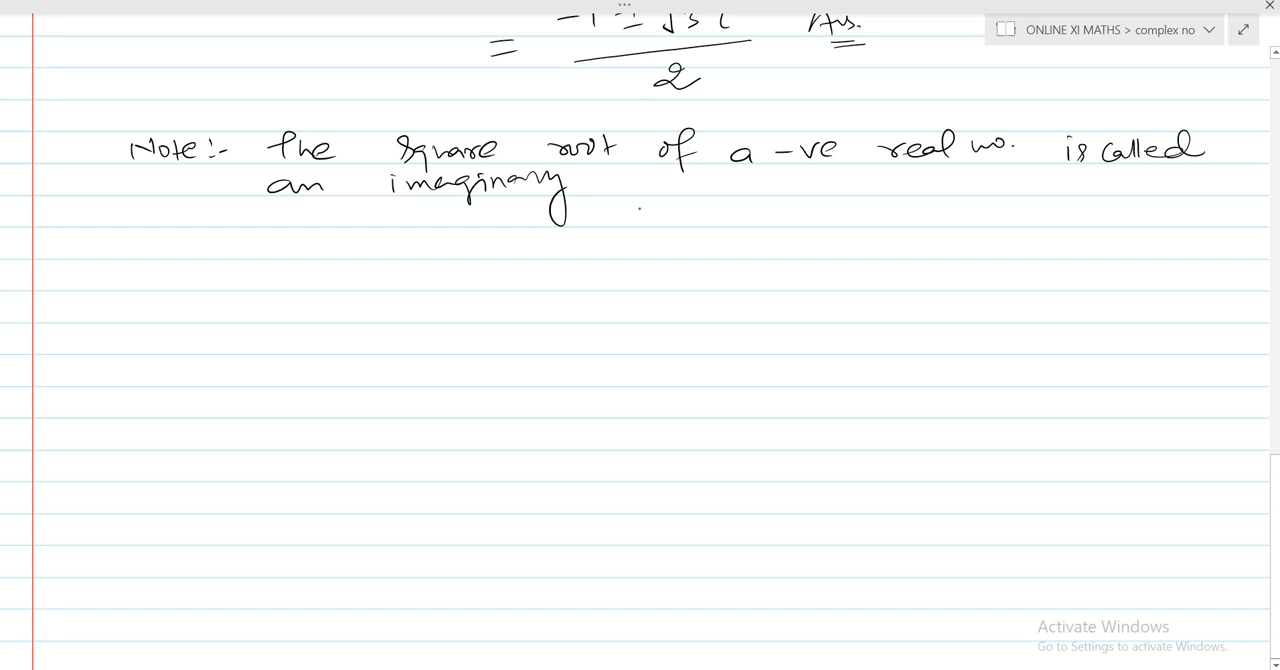 ONLINE XI MATHS > complex no
= -1 ± √3 i Ans.
2
Note:- The square root of a -ve real no. is called
an imaginary
Activate Windows
Go to Settings to activate Windows.